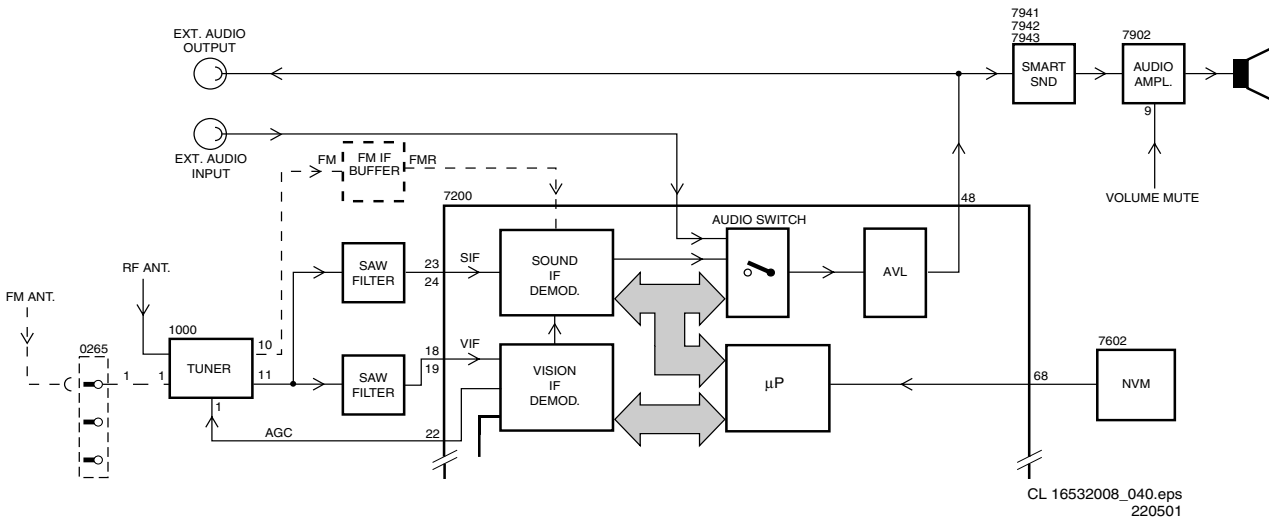 EXT. AUDIO
OUTPUT
7941
7942
7943
SMART
SND
7902
AUDIO
AMPL.
9
VOLUME MUTE
EXT. AUDIO
INPUT
FM
FM IF
BUFFER
FMR
7200
48
AUDIO SWITCH
RF ANT.
SAW
FILTER
23
24
SIF
SOUND
IF
DEMOD.
AVL
FM ANT.
0265
1
1
1000
TUNER
10
11
1
SAW
FILTER
18
19
VIF
VISION
IF
DEMOD.
µP
68
7602
NVM
AGC
22
CL 16532008_040.eps
220501